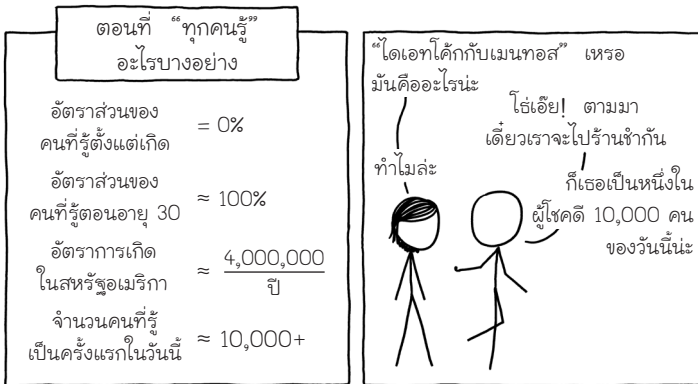 ตอนที่ “ทุกคนรู้”
อะไรบางอย่าง
อัตราส่วนของ
คนที่รู้ตั้งแต่เกิด = 0%
อัตราส่วนของ
คนที่รู้ตอนอายุ 30 ≈ 100%
อัตราการเกิด
ในสหรัฐอเมริกา ≈ 4,000,000
ปี
จำนวนคนที่รู้
เป็นครั้งแรกในวันนี้ ≈ 10,000+
“ไดเอทโค้กกับเมนทอส” เหรอ
มันคืออะไรน่ะ
โธ่เอ๊ย! ตามมา
เดี๋ยวเราจะไปร้านชำกัน
ทำไมล่ะ
ก็เธอเป็นหนึ่งใน
ผู้โชคดี 10,000 คน
ของวันนี้น่ะ